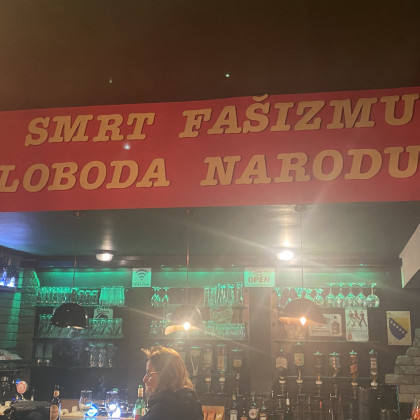 SMRT FAŠIZMU
LOBODA NARODU
OPEN